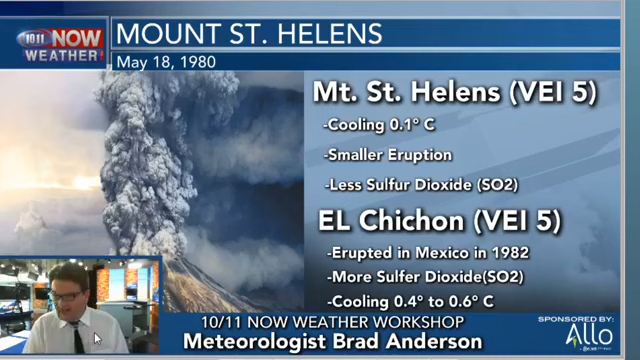 10/11 NOW
WEATHER
MOUNT ST. HELENS
May 18, 1980
Mt. St. Helens (VEI 5)
-Cooling 0.1° C
-Smaller Eruption
-Less Sulfur Dioxide (SO2)
EL Chichon (VEI 5)
-Erupted in Mexico in 1982
-More Sulfer Dioxide(SO2)
-Cooling 0.4° to 0.6° C
10/11 NOW WEATHER WORKSHOP
Meteorologist Brad Anderson
SPONSORED BY:
Allo